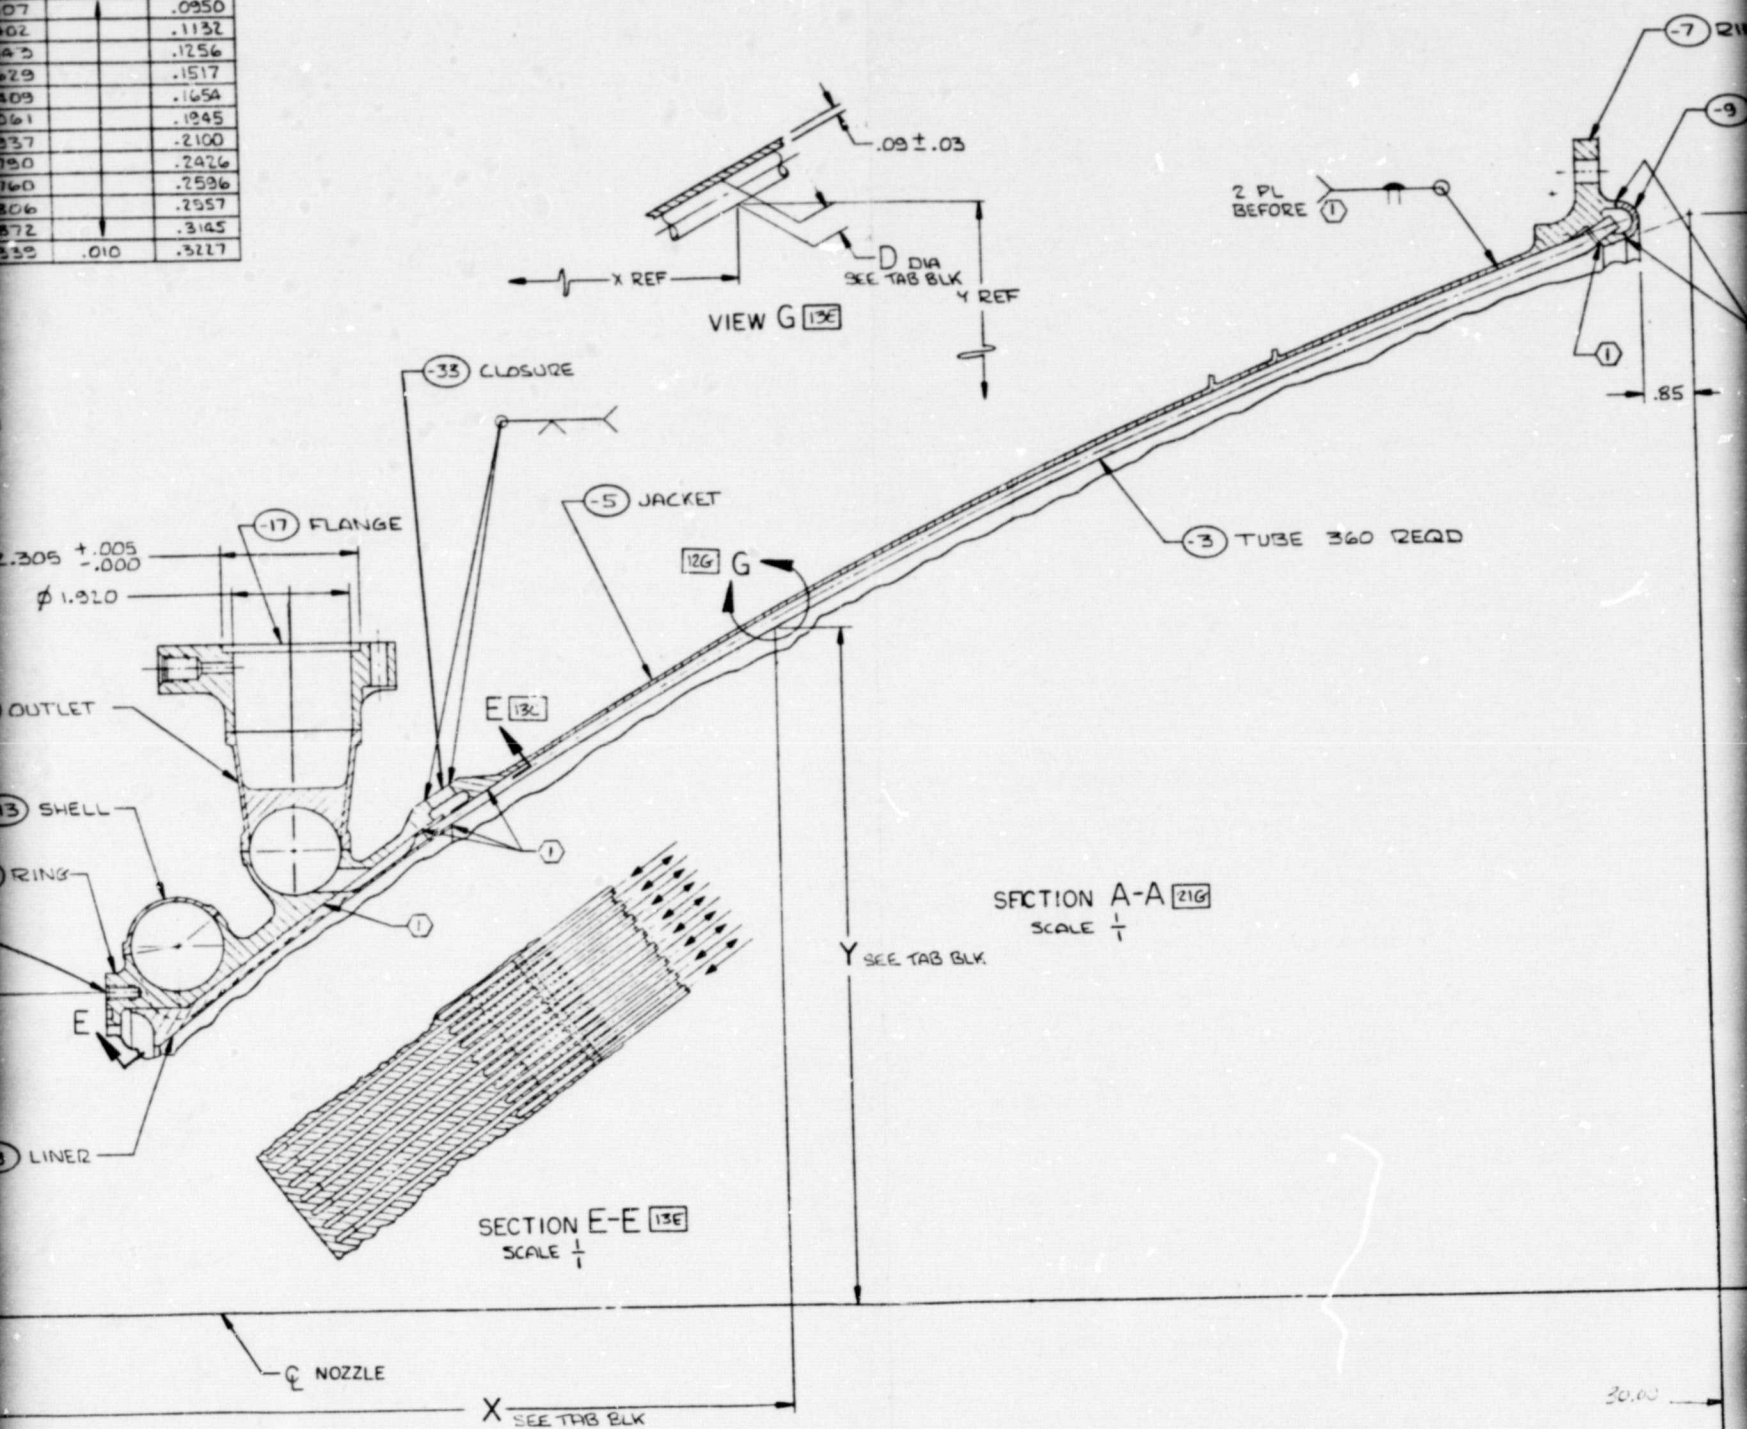 .0950
.1132
.1256
.1517
.1654
.1945
.2100
.2426
.2596
.2957
.3145
.010 .3227
.09±.03
D DIA
SEE TAB BLK
X REF
Y REF
VIEW G 13E
-7
-9
2 PL
BEFORE 1
1
.85
-33 CLOSURE
-5 JACKET
-17 FLANGE
2.305 +.005 -.000
ø 1.920
-3 TUBE 360 REQD
12G G
E 13C
OUTLET
SHELL
RING
1
1
SECTION A-A 21G
SCALE 1/1
Y SEE TAB BLK
E
LINER
SECTION E-E 13E
SCALE 1/1
℄ NOZZLE
X SEE TAB BLK
30.00